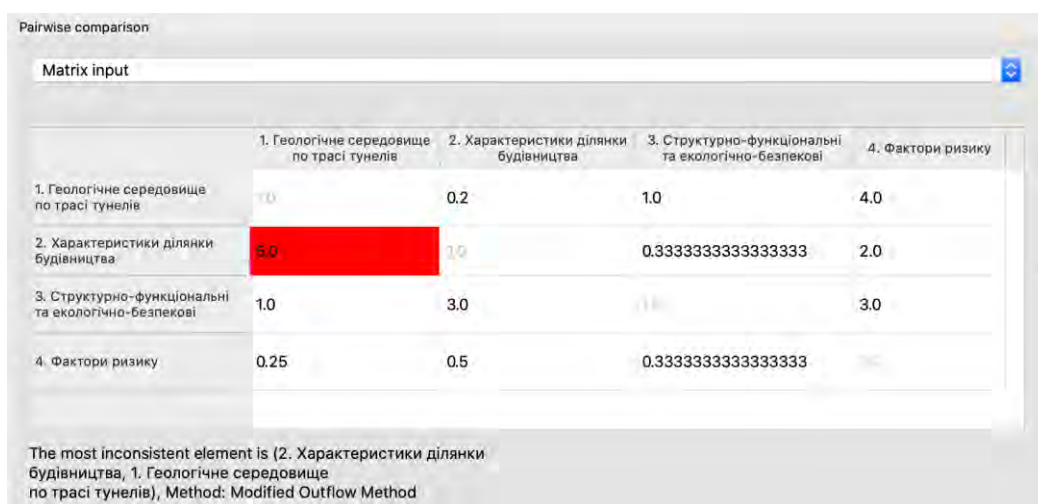 Pairwise comparison
Matrix input
1. Геологічне середовище
по трасі тунелів
2. Характеристики ділянки
будівництва
3. Структурно-функціональні
та екологічно-безпекові
4. Фактори ризику
1. Геологічне середовище
по трасі тунелів
1.0 0.2 1.0 4.0
2. Характеристики ділянки
будівництва
5.0 1.0 0.3333333333333333 2.0
3. Структурно-функціональні
та екологічно-безпекові
1.0 3.0 1.0 3.0
4. Фактори ризику
0.25 0.5 0.3333333333333333
The most inconsistent element is (2. Характеристики ділянки
будівництва, 1. Геологічне середовище
по трасі тунелів), Method: Modified Outflow Method